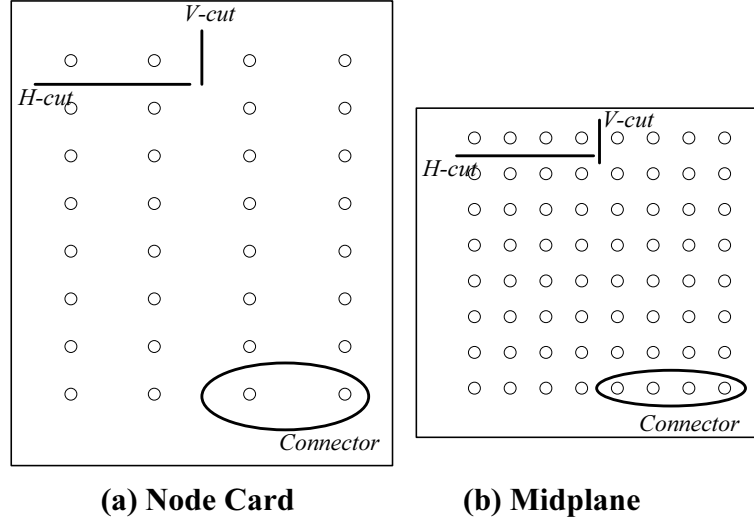 V-cut
H-cut
Connector
(a) Node Card
V-cut
H-cut
Connector
(b) Midplane